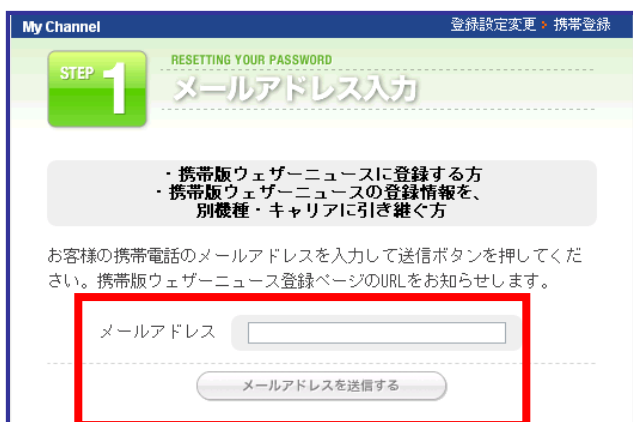 My Channel 登録設定変更 > 携帯登録
STEP 1
RESETTING YOUR PASSWORD
メールアドレス入力
・携帯版ウェザーニュースに登録する方
・携帯版ウェザーニュースの登録情報を、
別機種・キャリアに引き継ぐ方
お客様の携帯電話のメールアドレスを入力して送信ボタンを押してくだ
さい。携帯版ウェザーニュース登録ページのURLをお知らせします。
メールアドレス
メールアドレスを送信する